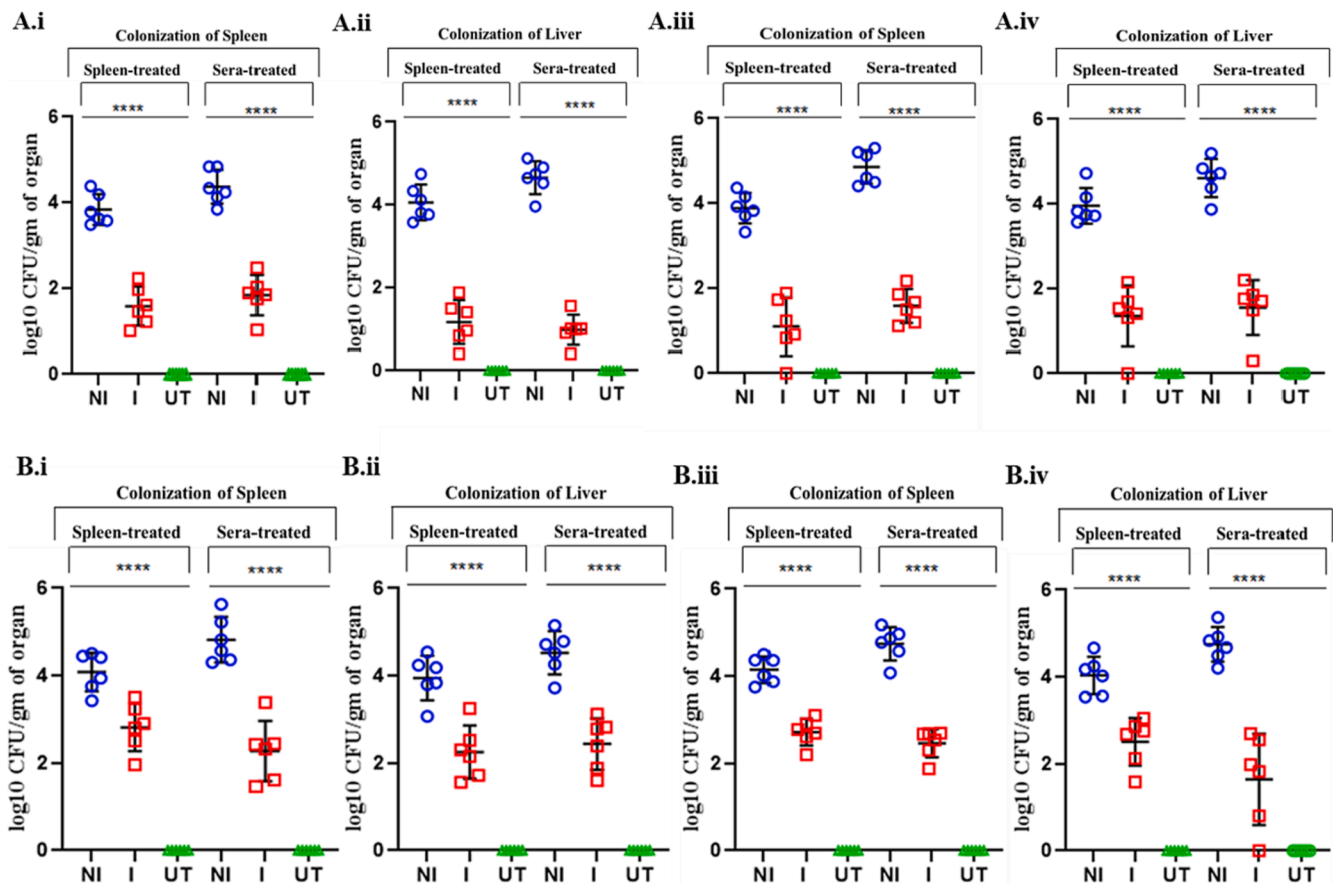 A.i
Colonization of Spleen
Spleen-treated Sera-treated
**** ****
log10 CFU/gm of organ
6
4
2
0
NI I UT NI I UT
A.ii
Colonization of Liver
Spleen-treated Sera-treated
**** ****
log10 CFU/gm of organ
6
4
2
0
NI I UT NI I UT
A.iii
Colonization of Spleen
Spleen-treated Sera-treated
**** ****
log10 CFU/gm of organ
6
4
2
0
NI I UT NI I UT
A.iv
Colonization of Liver
Spleen-treated Sera-treated
**** ****
log10 CFU/gm of organ
6
4
2
0
NI I UT NI I UT
B.i
Colonization of Spleen
Spleen-treated Sera-treated
**** ****
log10 CFU/gm of organ
6
4
2
0
NI I UT NI I UT
B.ii
Colonization of Liver
Spleen-treated Sera-treated
**** ****
log10 CFU/gm of organ
6
4
2
0
NI I UT NI I UT
B.iii
Colonization of Spleen
Spleen-treated Sera-treated
**** ****
log10 CFU/gm of organ
6
4
2
0
NI I UT NI I UT
B.iv
Colonization of Liver
Spleen-treated Sera-treated
**** ****
log10 CFU/gm of organ
6
4
2
0
NI I UT NI I UT